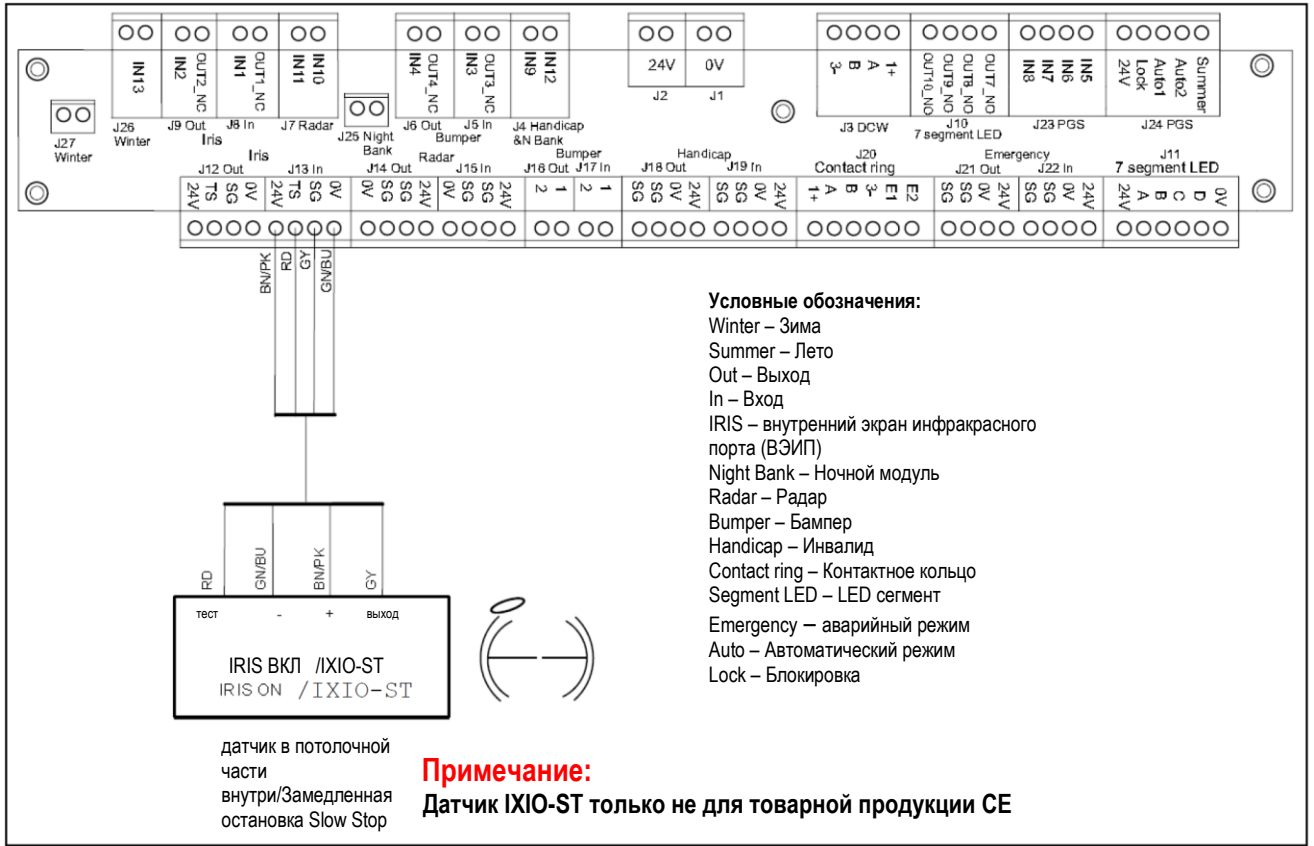 IN13
IN2
OUT2_NC
IN1
OUT1_NC
IN11
IN10
IN4
OUT4_NC
IN3
OUT3_NC
IN9
IN12
24V
0V
3-
B
A
1+
OUT10_NO
OUT9_NO
OUT8_NO
OUT7_NO
IN8
IN7
IN6
IN5
24V
Lock
Auto1
Auto2
Summer
J27
Winter
J26
Winter
J9 Out
J8 In
Iris
J7 Radar
J25 Night
Bank
J6 Out
J5 In
Bumper
J4 Handicap
&N Bank
J2
J1
J3 DCW
J10
7 segment LED
J23 PGS
J24 PGS
Iris
J12 Out
J13 In
Radar
J14 Out
J15 In
Bumper
J16 Out
J17 In
Handicap
J18 Out
J19 In
J20
Contact ring
Emergency
J21 Out
J22 In
J11
7 segment LED
24V
TS
SG
0V
24V
TS
SG
0V
0V
SG
SG
24V
0V
SG
SG
24V
2
1
2
1
SG
SG
0V
24V
SG
SG
0V
24V
1+
A
B
3-
E1
E2
SG
SG
0V
24V
SG
SG
0V
24V
24V
A
B
C
D
0V
BN/PK
RD
GY
GN/BU
Условные обозначения:
Winter – Зима
Summer – Лето
Out – Выход
In – Вход
IRIS – внутренний экран инфракрасного
порта (ВЭИП)
Night Bank – Ночной модуль
Radar – Радар
Bumper – Бампер
Handicap – Инвалид
Contact ring – Контактное кольцо
Segment LED – LED сегмент
Emergency – аварийный режим
Auto – Автоматический режим
Lock – Блокировка
RD
GN/BU
BN/PK
GY
тест - + выход
IRIS ВКЛ /IXIO-ST
IRIS ON /IXIO-ST
датчик в потолочной
части
внутри/Замедленная
остановка Slow Stop
Примечание:
Датчик IXIO-ST только не для товарной продукции CE